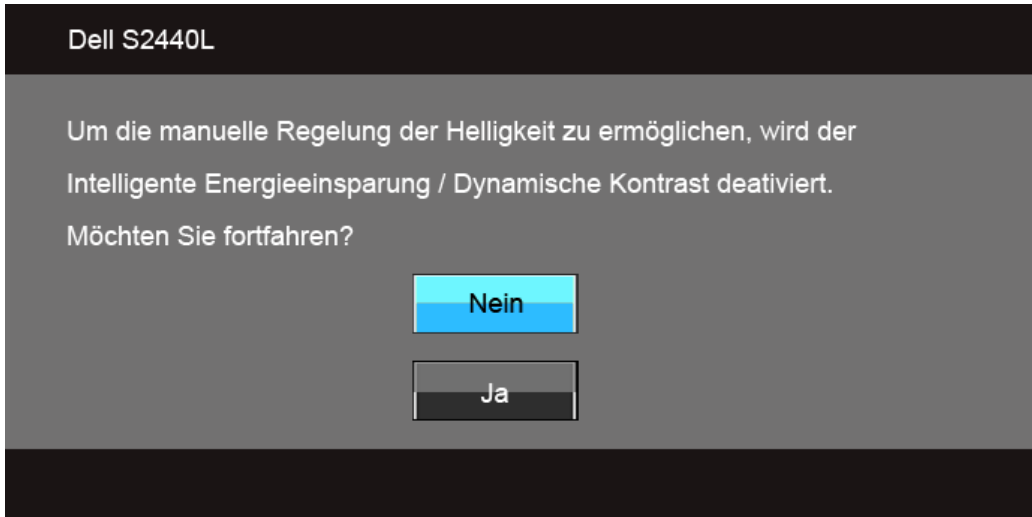 Dell S2440L
Um die manuelle Regelung der Helligkeit zu ermöglichen, wird der
Intelligente Energieeinsparung / Dynamische Kontrast deativiert.
Möchten Sie fortfahren?
Nein
Ja